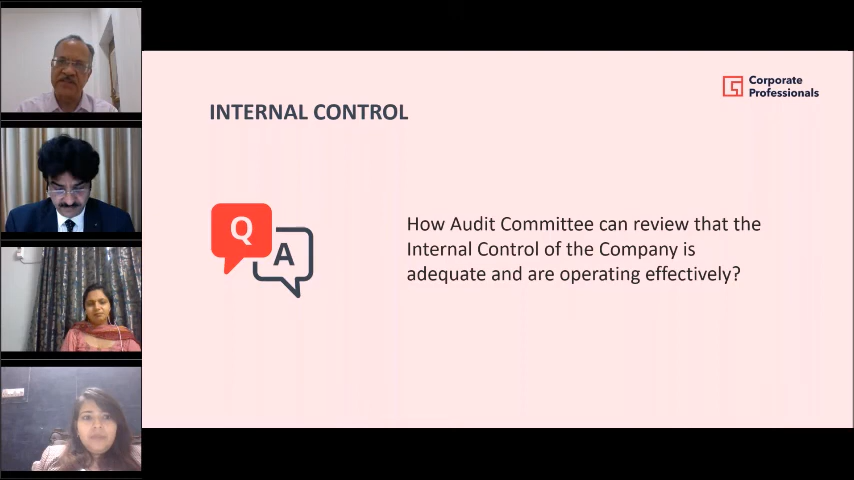 Corporate
Professionals
INTERNAL CONTROL
Q
A
How Audit Committee can review that the
Internal Control of the Company is
adequate and are operating effectively?